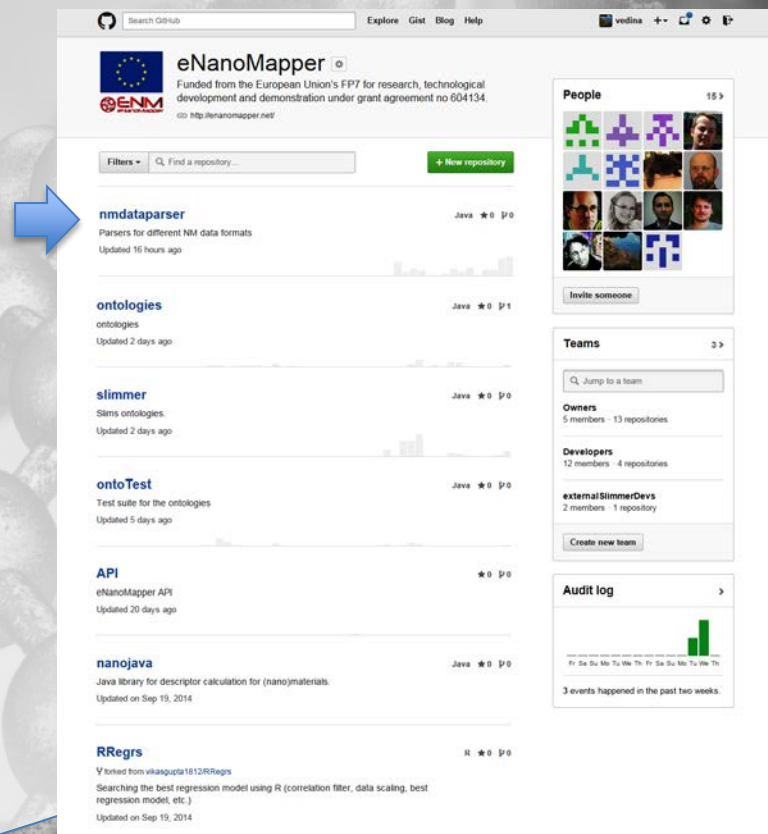 Search GitHub
Explore Gist Blog Help
vedina
eNanoMapper
Funded from the European Union's FP7 for research, technological
development and demonstration under grant agreement no 604134.
http://enanomapper.net/
ENM
eNanoMapper
Filters
Find a repository...
+ New repository
nmdataparser
Java 0 0
Parsers for different NM data formats
Updated 16 hours ago
ontologies
Java 0 1
ontologies
Updated 2 days ago
slimmer
Java 0 0
Slims ontologies.
Updated 2 days ago
ontoTest
Java 0 0
Test suite for the ontologies
Updated 5 days ago
API
0 0
eNanoMapper API
Updated 20 days ago
nanojava
Java 0 0
Java library for descriptor calculation for (nano)materials.
Updated on Sep 19, 2014
RRegrs
R 0 0
forked from vikasgupta1812/RRegrs
Searching the best regression model using R (correlation filter, data scaling, best
regression model, etc.)
Updated on Sep 19, 2014
People 15 >
Invite someone
Teams 3 >
Jump to a team
Owners
5 members · 13 repositories
Developers
12 members · 4 repositories
externalSlimmerDevs
2 members · 1 repository
Create new team
Audit log >
Fr Sa Su Mo Tu We Th Fr Sa Su Mo Tu We Th
3 events happened in the past two weeks.